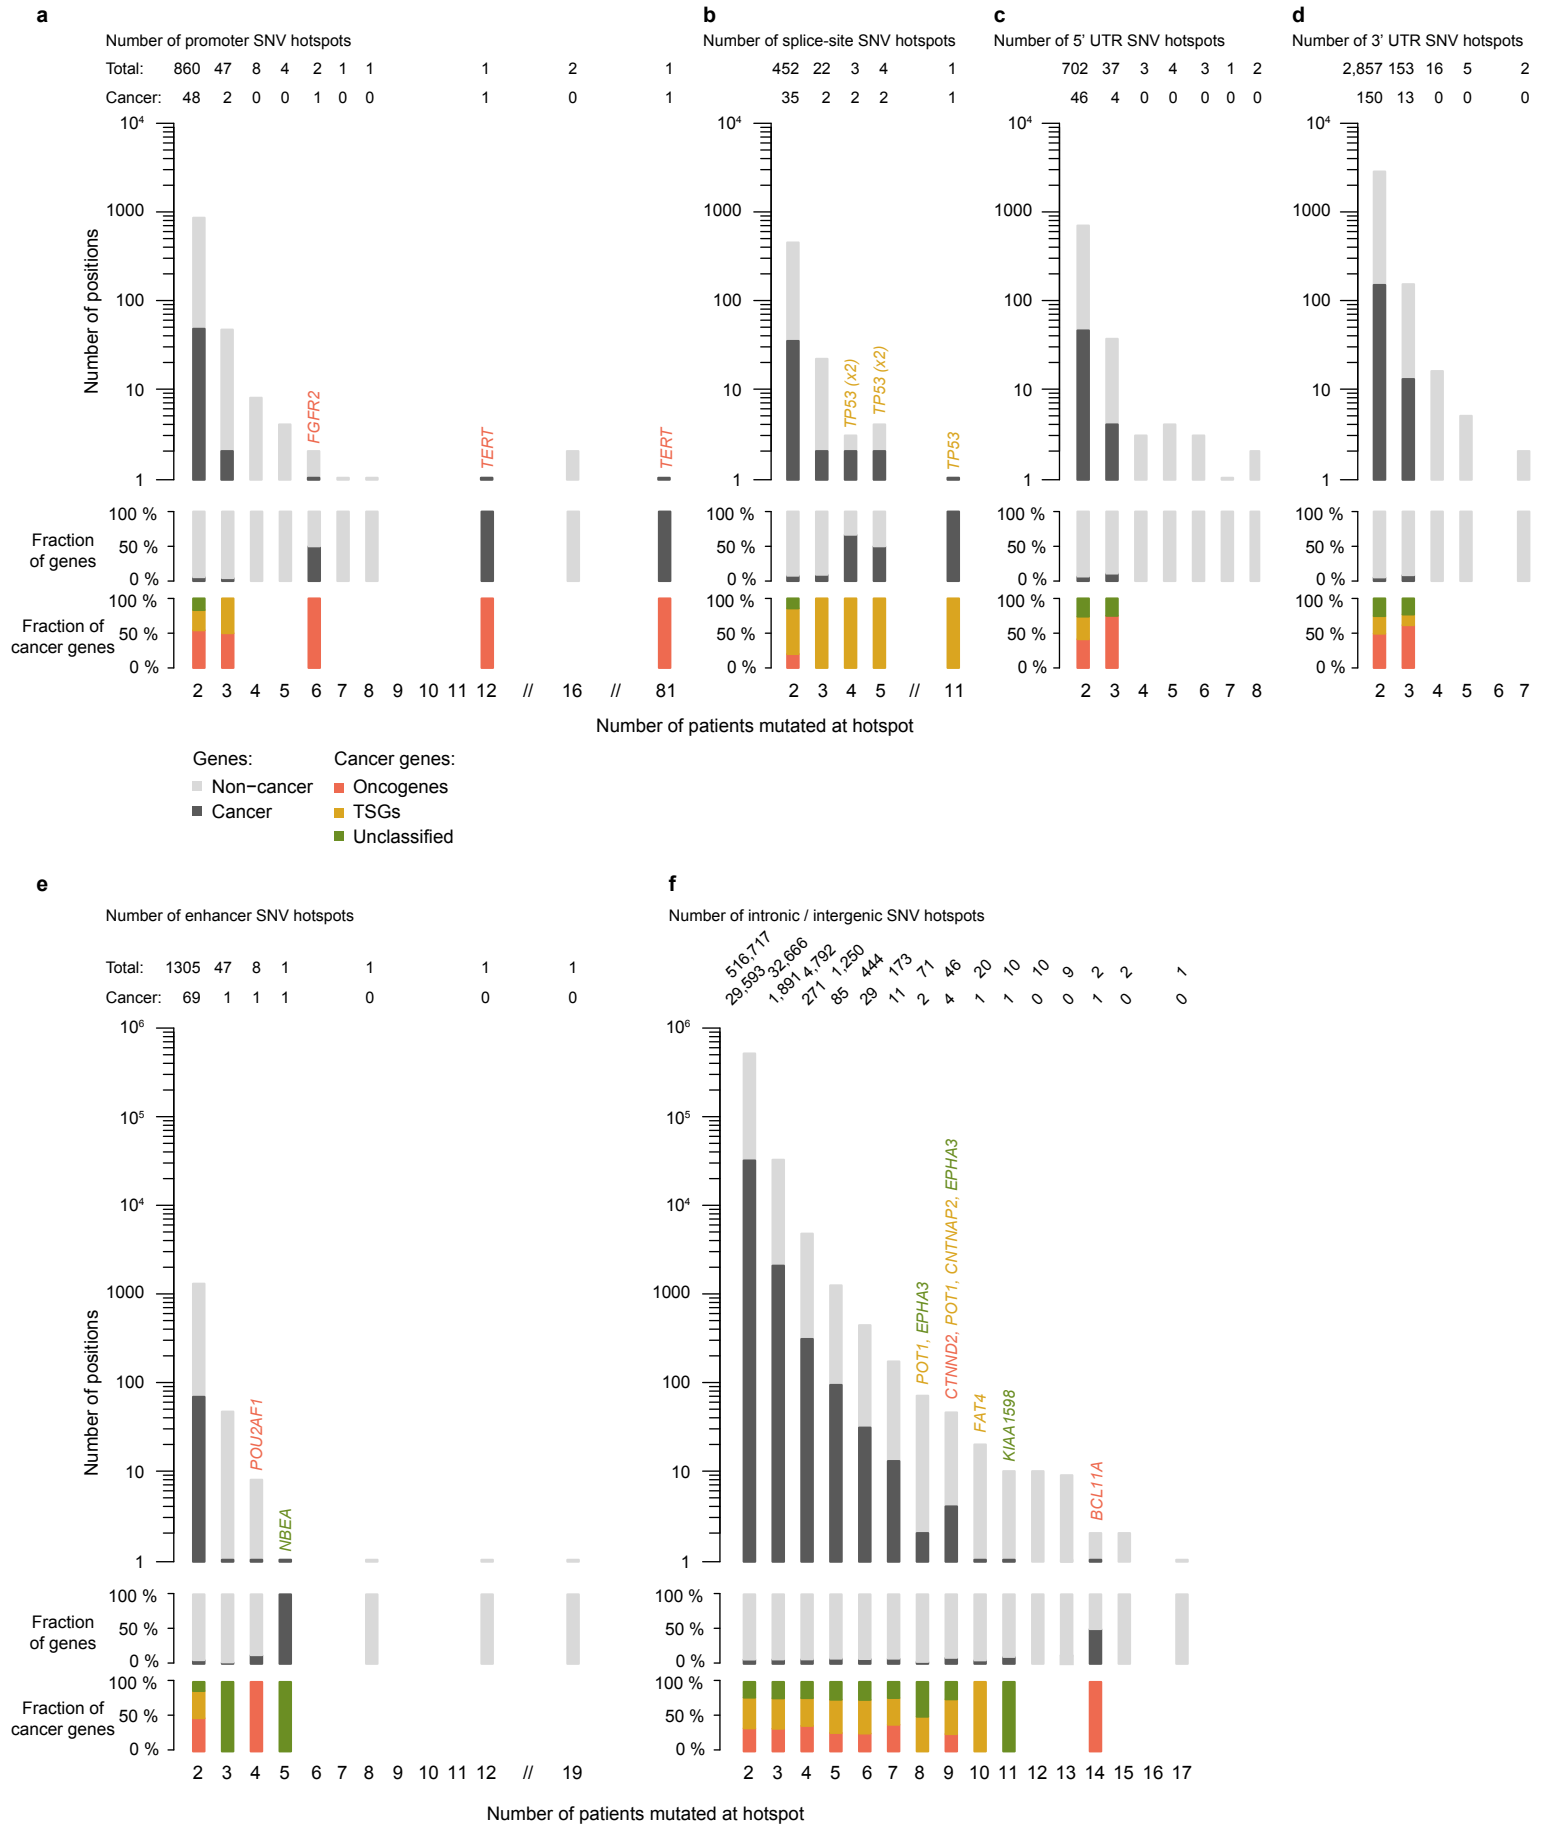 a
Number of promoter SNV hotspots
Total: 860 47 8 4 2 1 1 1 2 1
Cancer: 48 2 0 0 1 0 0 1 0 1
10⁴
1000
100
10
1
Number of positions
FGFR2
TERT
TERT
100 %
50 %
0 %
Fraction
of genes
100 %
50 %
0 %
Fraction of
cancer genes
2 3 4 5 6 7 8 9 10 11 12 // 16 // 81
b
Number of splice-site SNV hotspots
452 22 3 4 1
35 2 2 2 1
10⁴
1000
100
10
1
TP53 (x2)
TP53 (x2)
TP53
100 %
50 %
0 %
100 %
50 %
0 %
2 3 4 5 // 11
c
Number of 5’ UTR SNV hotspots
702 37 3 4 3 1 2
46 4 0 0 0 0 0
10⁴
1000
100
10
1
100 %
50 %
0 %
100 %
50 %
0 %
2 3 4 5 6 7 8
d
Number of 3’ UTR SNV hotspots
2,857 153 16 5 2
150 13 0 0 0
10⁴
1000
100
10
1
100 %
50 %
0 %
100 %
50 %
0 %
2 3 4 5 6 7
Number of patients mutated at hotspot
Genes:
Non−cancer
Cancer
Cancer genes:
Oncogenes
TSGs
Unclassified
e
Number of enhancer SNV hotspots
Total: 1305 47 8 1 1 1 1
Cancer: 69 1 1 1 0 0 0
10⁶
10⁵
10⁴
1000
100
10
1
Number of positions
POU2AF1
NBEA
100 %
50 %
0 %
Fraction
of genes
100 %
50 %
0 %
Fraction of
cancer genes
2 3 4 5 6 7 8 9 10 11 12 // 19
f
Number of intronic / intergenic SNV hotspots
516,717 32,666 4,792 1,250 444 173 71 46 20 10 10 9 2 2 1
29,593 1,891 271 85 29 11 2 4 1 1 0 0 1 0 0
10⁶
10⁵
10⁴
1000
100
10
1
POT1, EPHA3
CTNND2, POT1, CNTNAP2, EPHA3
FAT4
KIAA1598
BCL11A
100 %
50 %
0 %
100 %
50 %
0 %
2 3 4 5 6 7 8 9 10 11 12 13 14 15 16 17
Number of patients mutated at hotspot